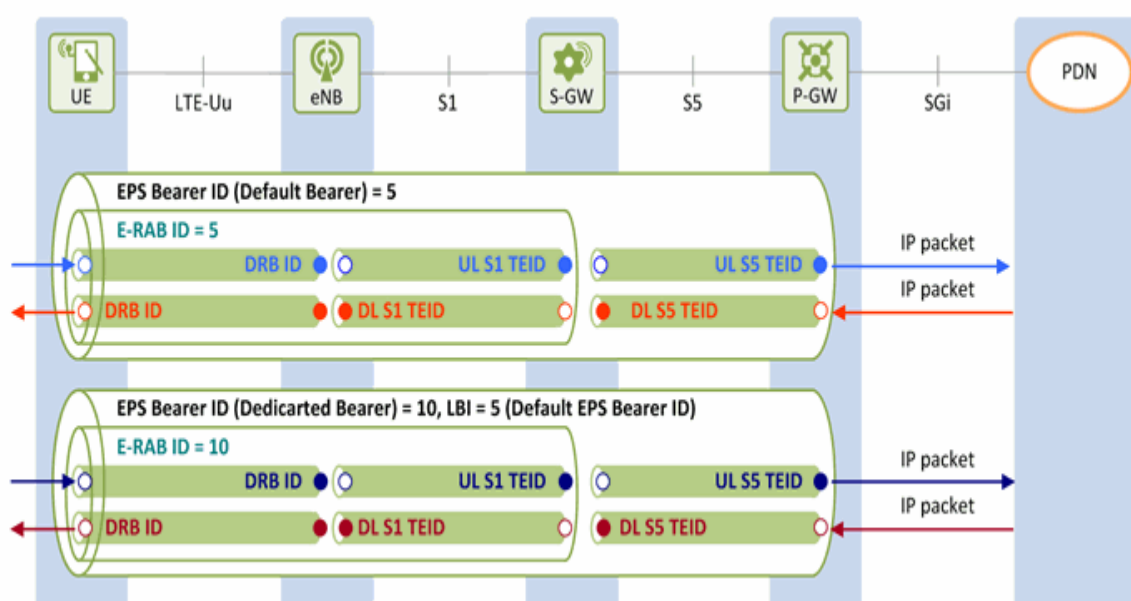 UE
LTE-Uu
eNB
S1
S-GW
S5
P-GW
SGi
PDN
EPS Bearer ID (Default Bearer) = 5
E-RAB ID = 5
DRB ID
UL S1 TEID
UL S5 TEID
IP packet
DRB ID
DL S1 TEID
DL S5 TEID
IP packet
EPS Bearer ID (Dedicarted Bearer) = 10, LBI = 5 (Default EPS Bearer ID)
E-RAB ID = 10
DRB ID
UL S1 TEID
UL S5 TEID
IP packet
DRB ID
DL S1 TEID
DL S5 TEID
IP packet